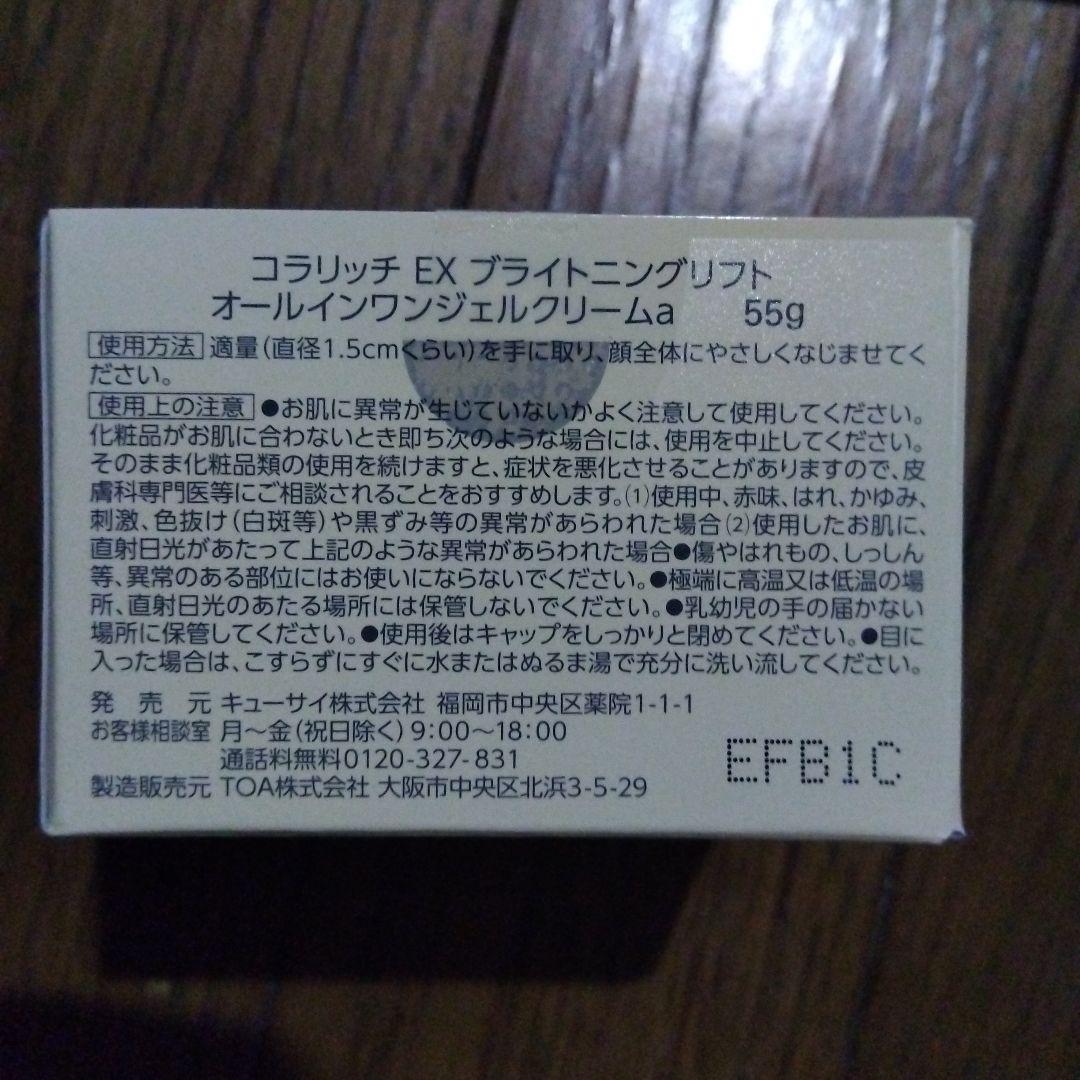 コラリッチ EX ブライトニングリフト
オールインワンジェルクリームa 55g
使用方法 適量(直径1.5cmくらい)を手に取り、顔全体にやさしくなじませてく
ださい。
使用上の注意 ●お肌に異常が生じていないかよく注意して使用してください。
化粧品がお肌に合わないとき即ち次のような場合には、使用を中止してください。
そのまま化粧品類の使用を続けますと、症状を悪化させることがありますので、皮
膚科専門医等にご相談されることをおすすめします。(1)使用中、赤味、はれ、かゆみ、
刺激、色抜け(白斑等)や黒ずみ等の異常があらわれた場合(2)使用したお肌に、
直射日光があたって上記のような異常があらわれた場合●傷やはれもの、しっしん
等、異常のある部位にはお使いにならないでください。●極端に高温又は低温の場
所、直射日光のあたる場所には保管しないでください。●乳幼児の手の届かない
場所に保管してください。●使用後はキャップをしっかりと閉めてください。●目に
入った場合は、こすらずにすぐに水またはぬるま湯で充分に洗い流してください。
発売元 キューサイ株式会社 福岡市中央区薬院1-1-1
お客様相談室 月～金(祝日除く)9:00～18:00
通話料無料0120-327-831
製造販売元 TOA株式会社 大阪市中央区北浜3-5-29
EFB1C